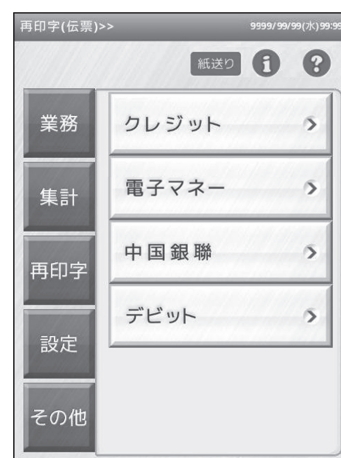 再印字(伝票)>> 9999/99/99(水)99:99
紙送り i ?
業務
集計
再印字
設定
その他
クレジット
電子マネー
中国銀聯
デビット